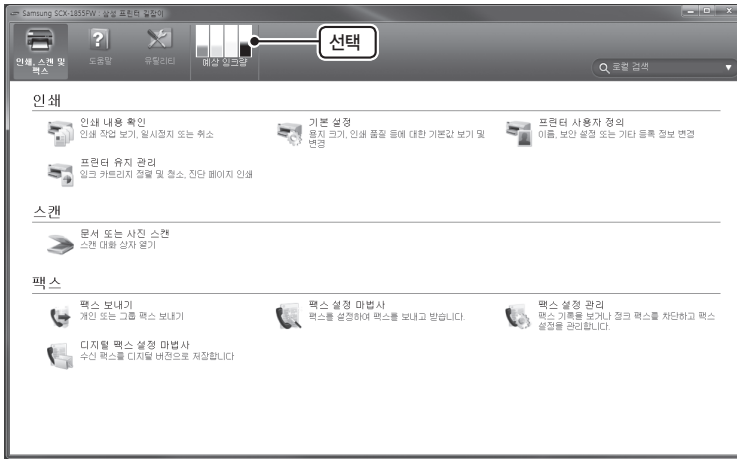 Samsung SCX-1855FW : 삼성 프린터 길잡이
인쇄, 스캔 및
팩스
도움말
유틸리티
예상 잉크량
선택
로컬 검색
인쇄
인쇄 내용 확인
인쇄 작업 보기, 일시정지 또는 취소
기본 설정
용지 크기, 인쇄 품질 등에 대한 기본값 보기 및
변경
프린터 사용자 정의
이름, 보안 설정 또는 기타 등록 정보 변경
프린터 유지 관리
잉크 카트리지 정렬 및 청소, 진단 페이지 인쇄
스캔
문서 또는 사진 스캔
스캔 대화 상자 열기
팩스
팩스 보내기
개인 또는 그룹 팩스 보내기
팩스 설정 마법사
팩스를 설정하여 팩스를 보내고 받습니다.
팩스 설정 관리
팩스 기록을 보거나 정크 팩스를 차단하고 팩스
설정을 관리합니다.
디지털 팩스 설정 마법사
수신 팩스를 디지털 버전으로 저장합니다